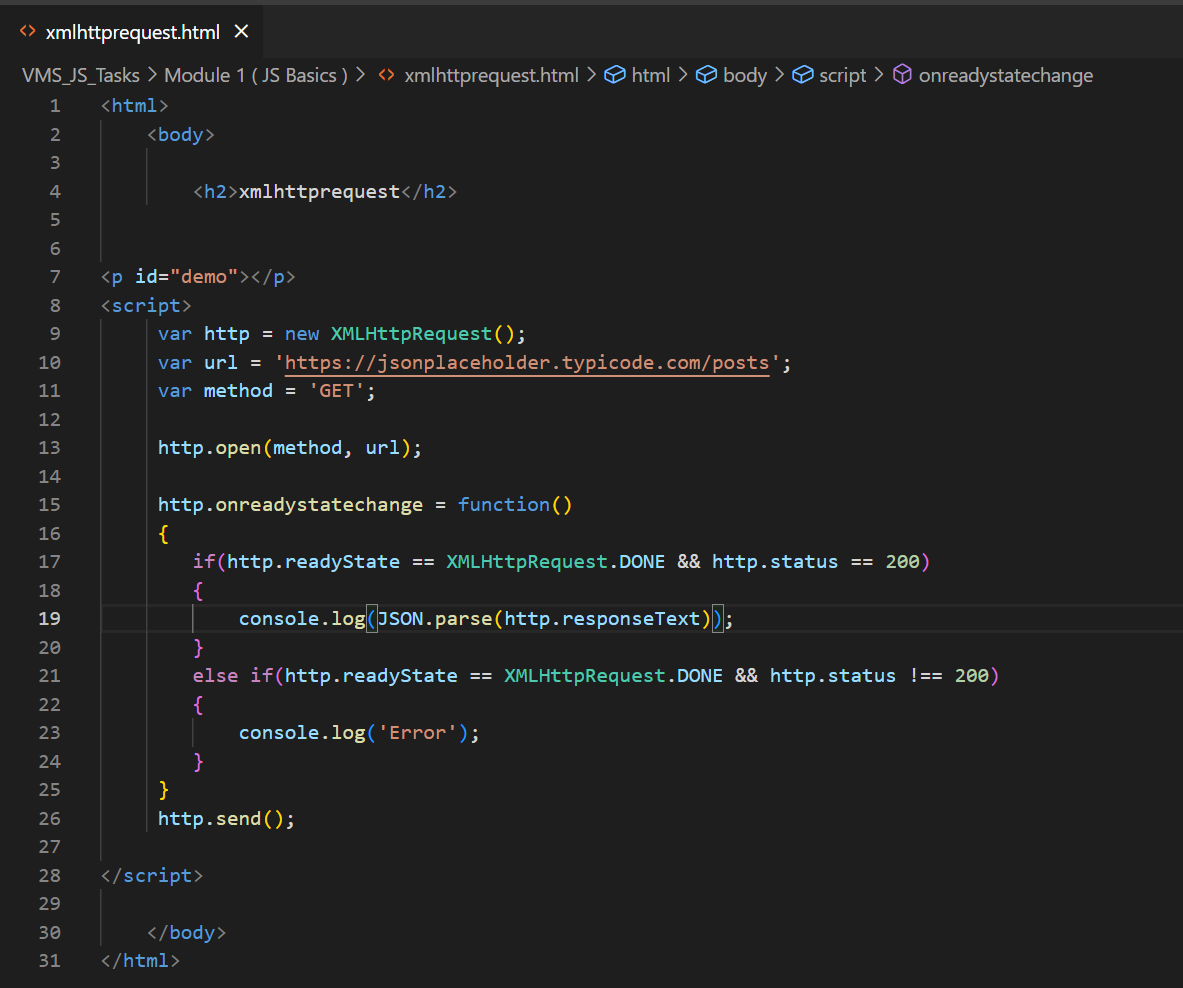 xmlhttprequest.html
VMS_JS_Tasks > Module 1 ( JS Basics ) > xmlhttprequest.html > html > body > script > onreadystatechange
1 <html>
2 <body>
3
4 <h2>xmlhttprequest</h2>
5
6
7 <p id="demo"></p>
8 <script>
9 var http = new XMLHttpRequest();
10 var url = 'https://jsonplaceholder.typicode.com/posts';
11 var method = 'GET';
12
13 http.open(method, url);
14
15 http.onreadystatechange = function()
16 {
17 if(http.readyState == XMLHttpRequest.DONE && http.status == 200)
18 {
19 console.log(JSON.parse(http.responseText));
20 }
21 else if(http.readyState == XMLHttpRequest.DONE && http.status !== 200)
22 {
23 console.log('Error');
24 }
25 }
26 http.send();
27
28 </script>
29
30 </body>
31 </html>